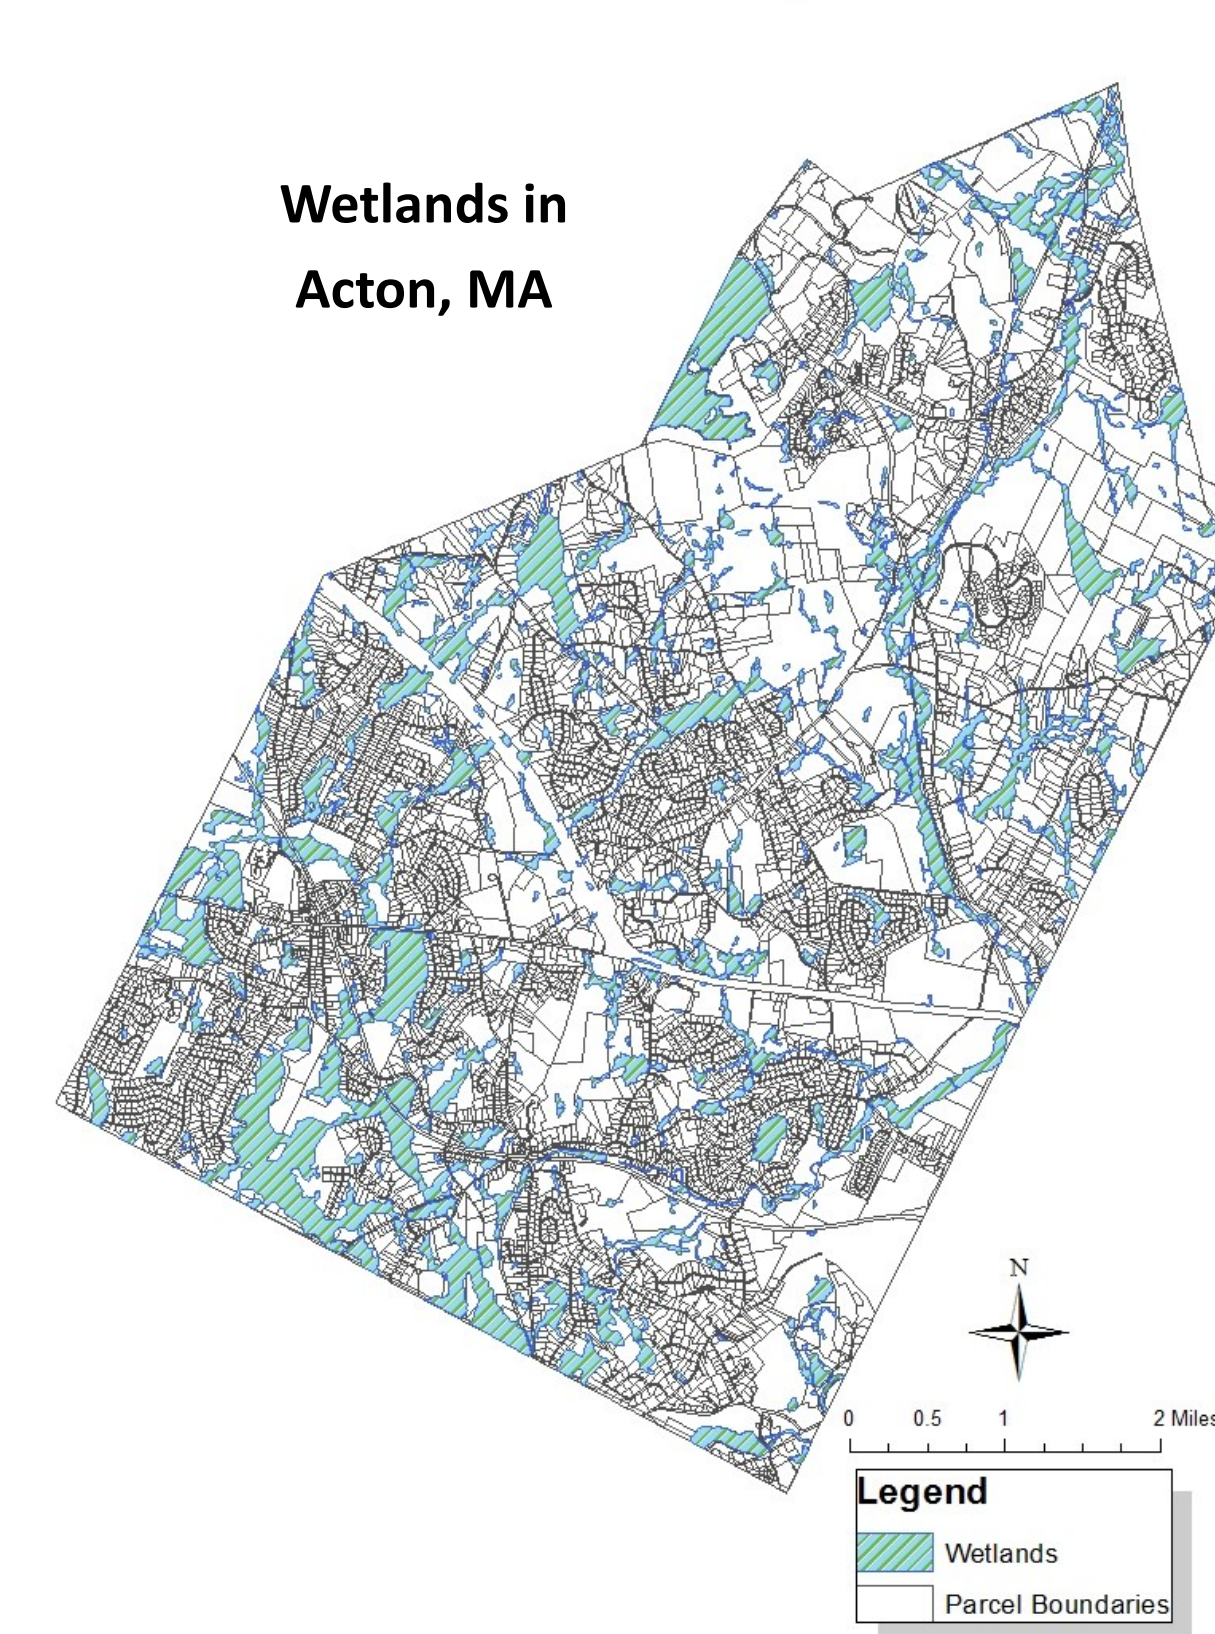 Wetlands in
Acton, MA
N
0 0.5 1 2 Miles
Legend
Wetlands
Parcel Boundaries